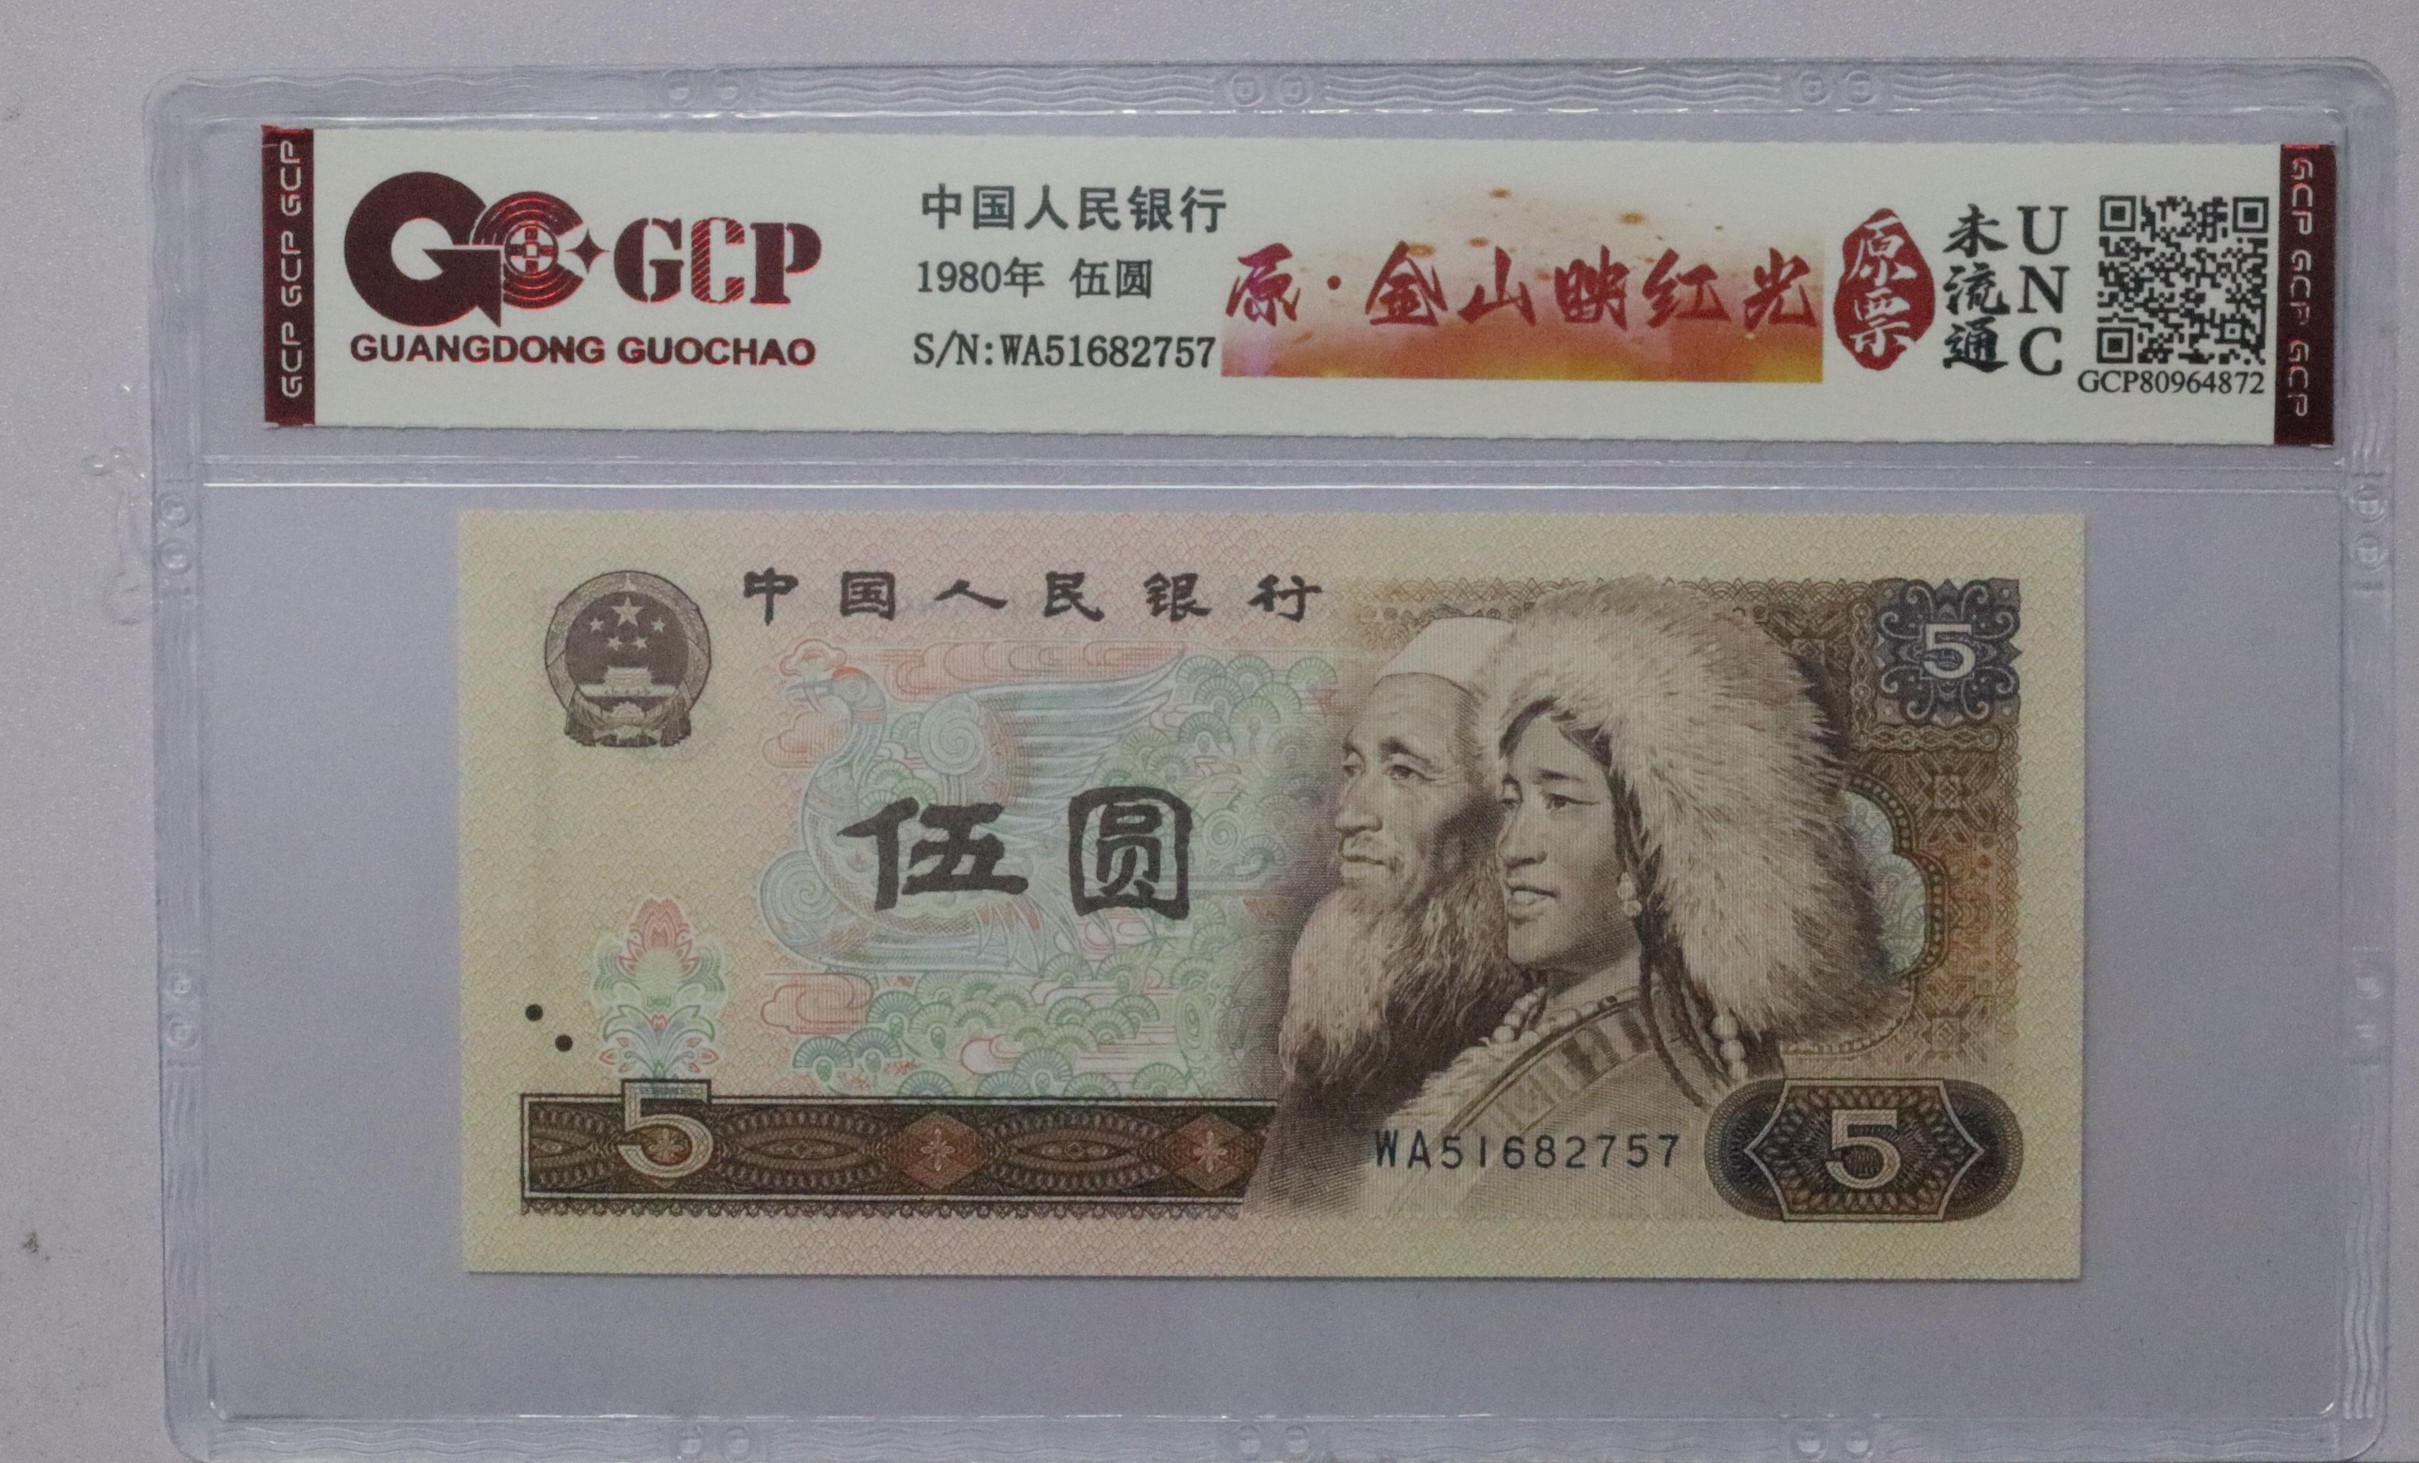 GCP GCP GCP
GCP
GUANGDONG GUOCHAO
中国人民银行
1980年 伍圆
S/N:WA51682757
原·金山映红光
原票
未流通
UNC
GCP80964872
GCP GCP GCP
中国人民银行
5
伍圆
5
WA51682757
5